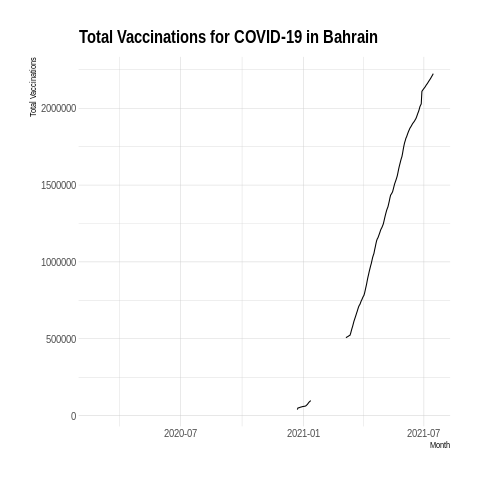 Total Vaccinations for COVID-19 in Bahrain
Total Vaccinations
2000000
1500000
1000000
500000
0
2020-07
2021-01
2021-07
Month